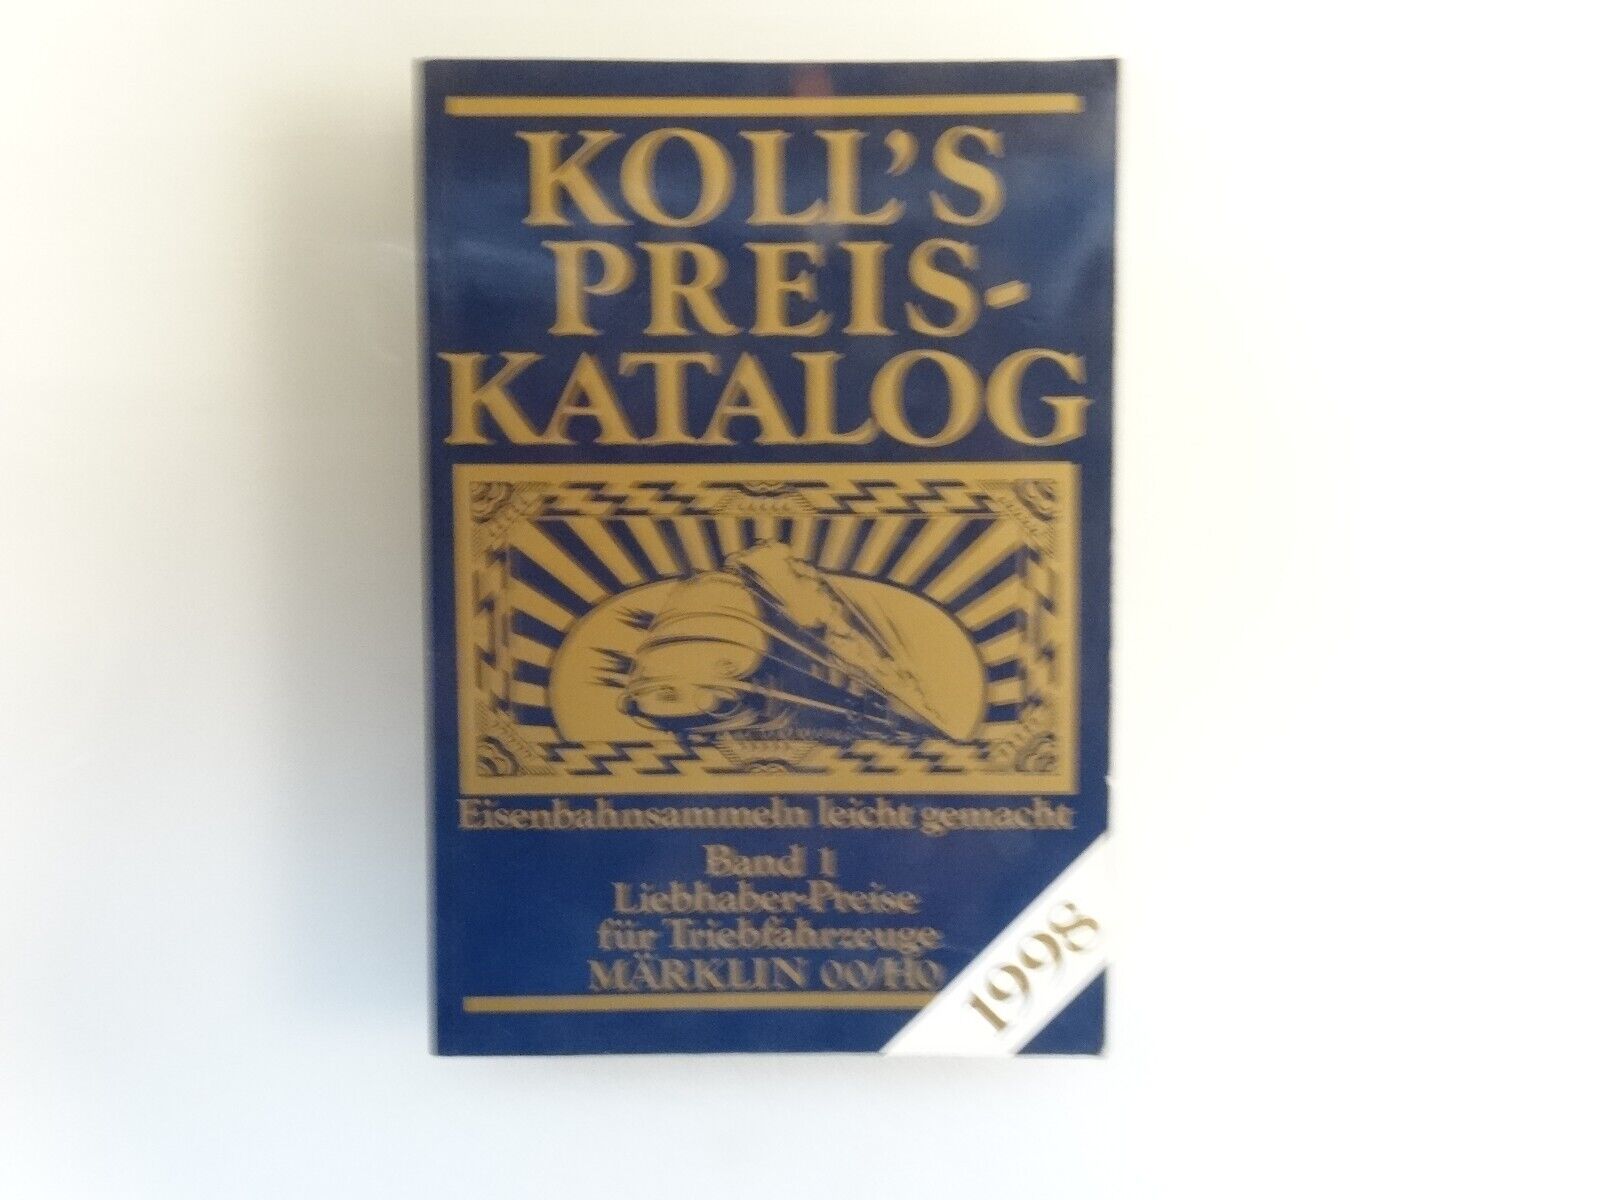 KOLL'S
PREIS-
KATALOG
Eisenbahnsammeln leicht gemacht
Band 1
Liebhaber-Preise
für Triebfahrzeuge
MÄRKLIN 00/H0
1998